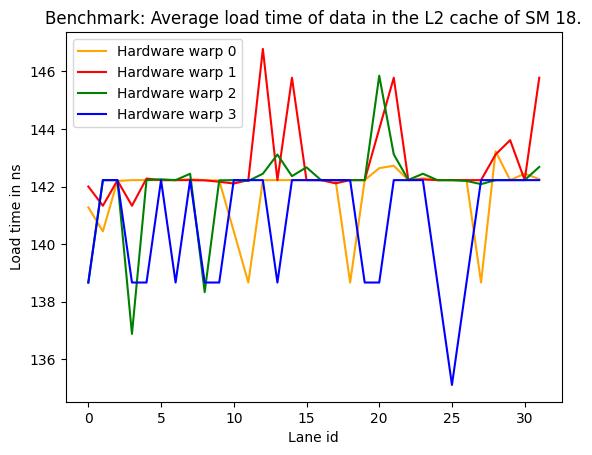 Benchmark: Average load time of data in the L2 cache of SM 18.
Hardware warp 0
Hardware warp 1
Hardware warp 2
Hardware warp 3
Load time in ns
146
144
142
140
138
136
0 5 10 15 20 25 30
Lane id